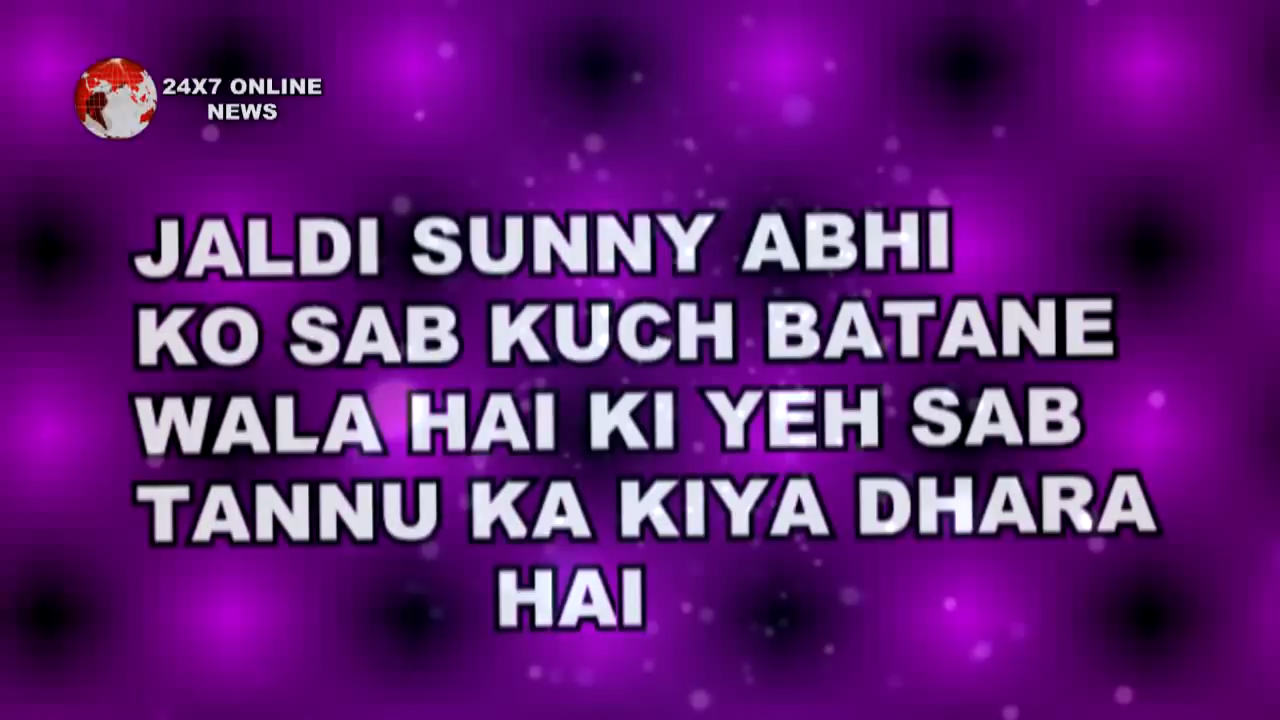 24X7 ONLINE
NEWS
JALDI SUNNY ABHI
KO SAB KUCH BATANE
WALA HAI KI YEH SAB
TANNU KA KIYA DHARA
HAI